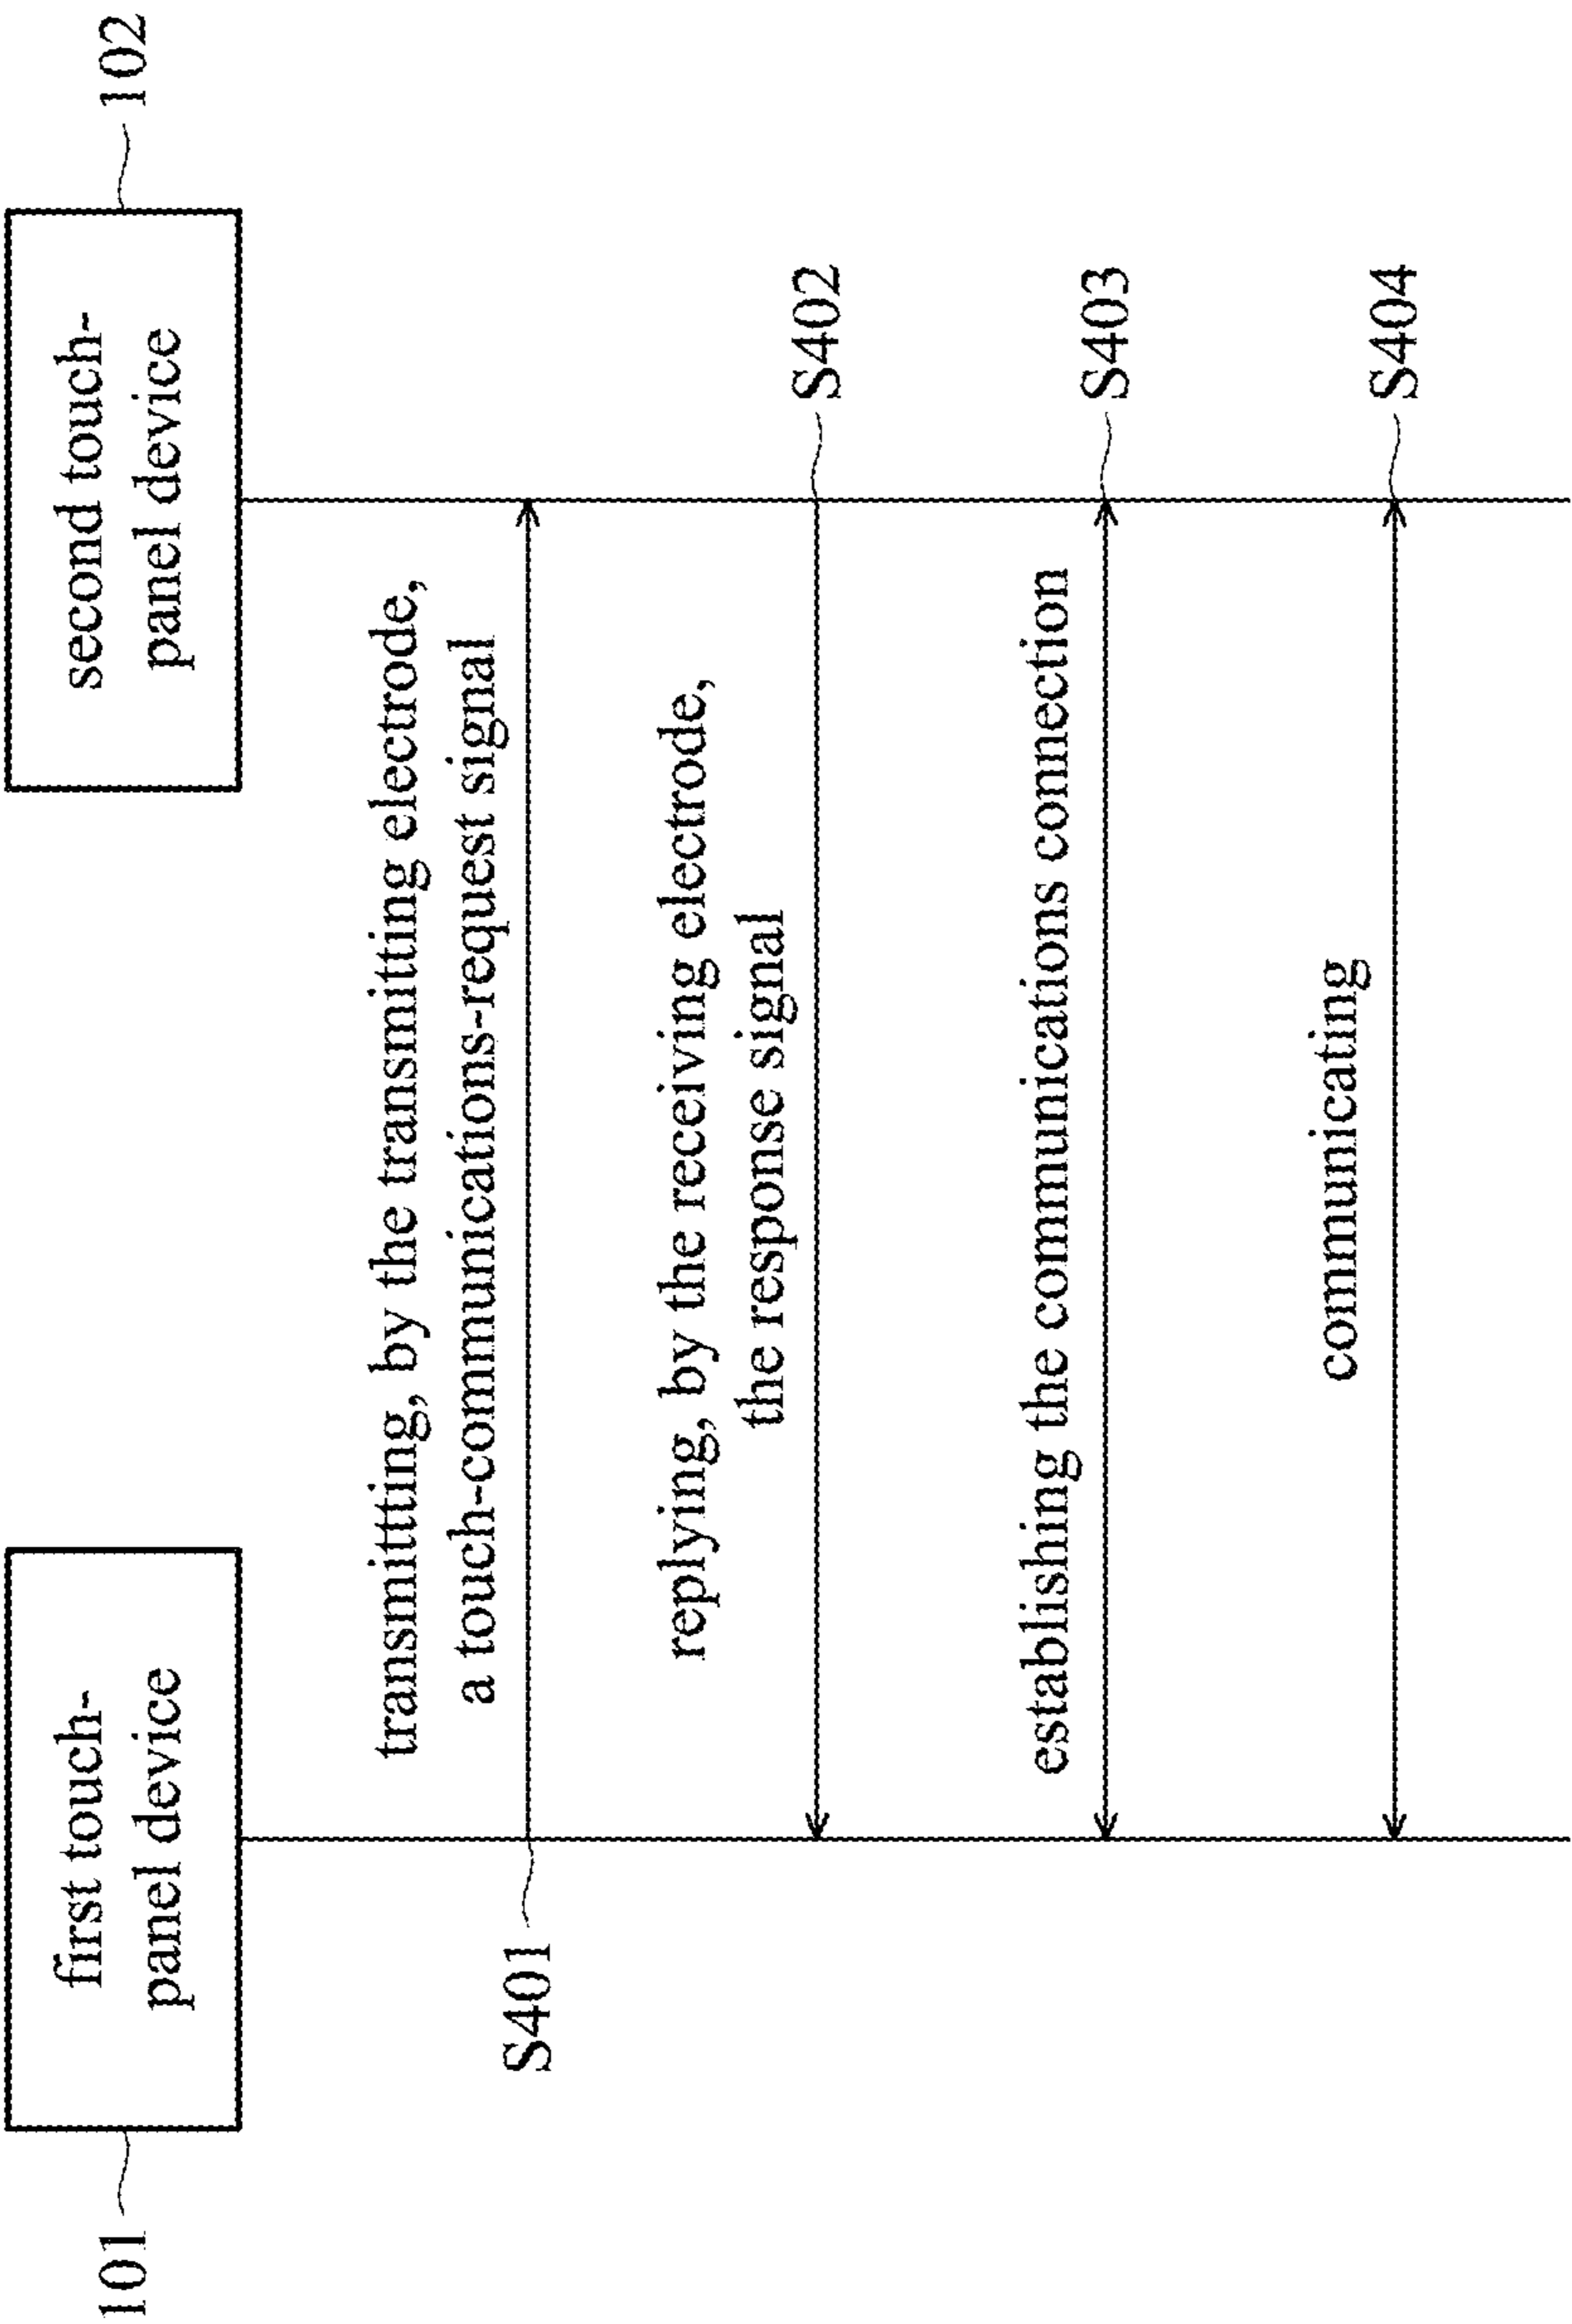 101
first touch-
panel device
second touch-
panel device
102
transmittting, by the transmitting electrode,
a touch-communications-request signal
S401
replying, by the receiving electrode,
the response signal
S402
establishing the communications connection
S403
communicating
S404